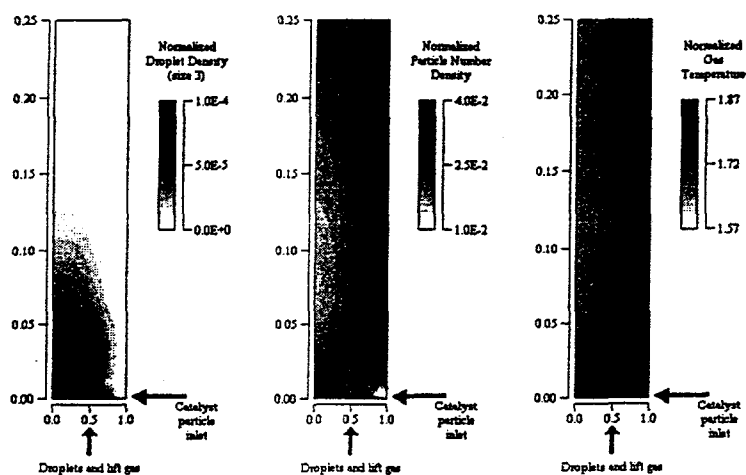 0.25
0.20
0.15
0.10
0.05
0.00
0.0 0.5 1.0
Normalized
Droplet Density
(size 3)
1.0E-4
5.0E-5
0.0E+0
Catalyst
particle
inlet
Droplets and lift gas
0.25
0.20
0.15
0.10
0.05
0.00
0.0 0.5 1.0
Normalized
Particle Number
Density
4.0E-2
2.5E-2
1.0E-2
Catalyst
particle
inlet
Droplets and lift gas
0.25
0.20
0.15
0.10
0.05
0.00
0.0 0.5 1.0
Normalized
Gas
Temperature
1.87
1.72
1.57
Catalyst
particle
inlet
Droplets and lift gas